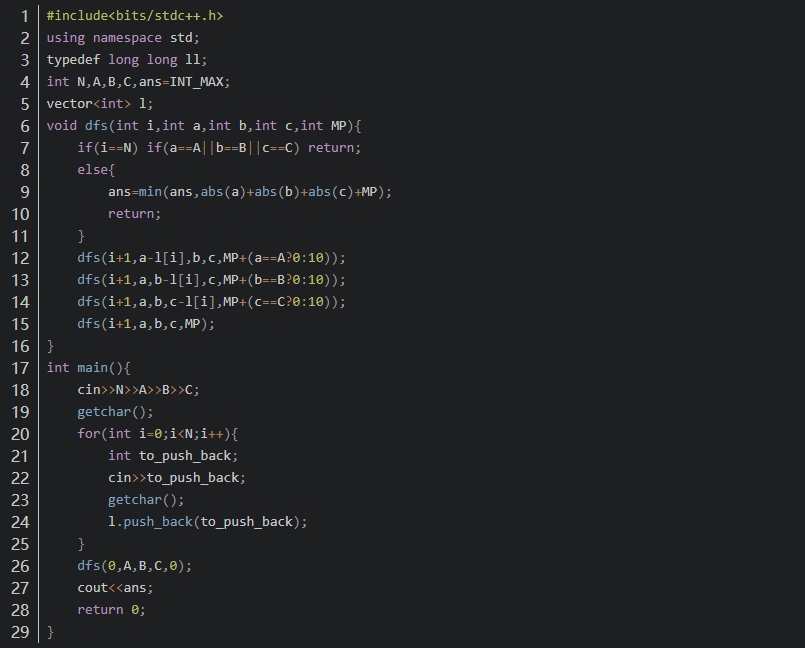 1 #include<bits/stdc++.h>
2 using namespace std;
3 typedef long long ll;
4 int N,A,B,C,ans=INT_MAX;
5 vector<int> l;
6 void dfs(int i,int a,int b,int c,int MP){
7     if(i==N) if(a==A||b==B||c==C) return;
8     else{
9         ans=min(ans,abs(a)+abs(b)+abs(c)+MP);
10         return;
11     }
12     dfs(i+1,a-l[i],b,c,MP+(a==A?0:10));
13     dfs(i+1,a,b-l[i],c,MP+(b==B?0:10));
14     dfs(i+1,a,b,c-l[i],MP+(c==C?0:10));
15     dfs(i+1,a,b,c,MP);
16 }
17 int main(){
18     cin>>N>>A>>B>>C;
19     getchar();
20     for(int i=0;i<N;i++){
21         int to_push_back;
22         cin>>to_push_back;
23         getchar();
24         l.push_back(to_push_back);
25     }
26     dfs(0,A,B,C,0);
27     cout<<ans;
28     return 0;
29 }